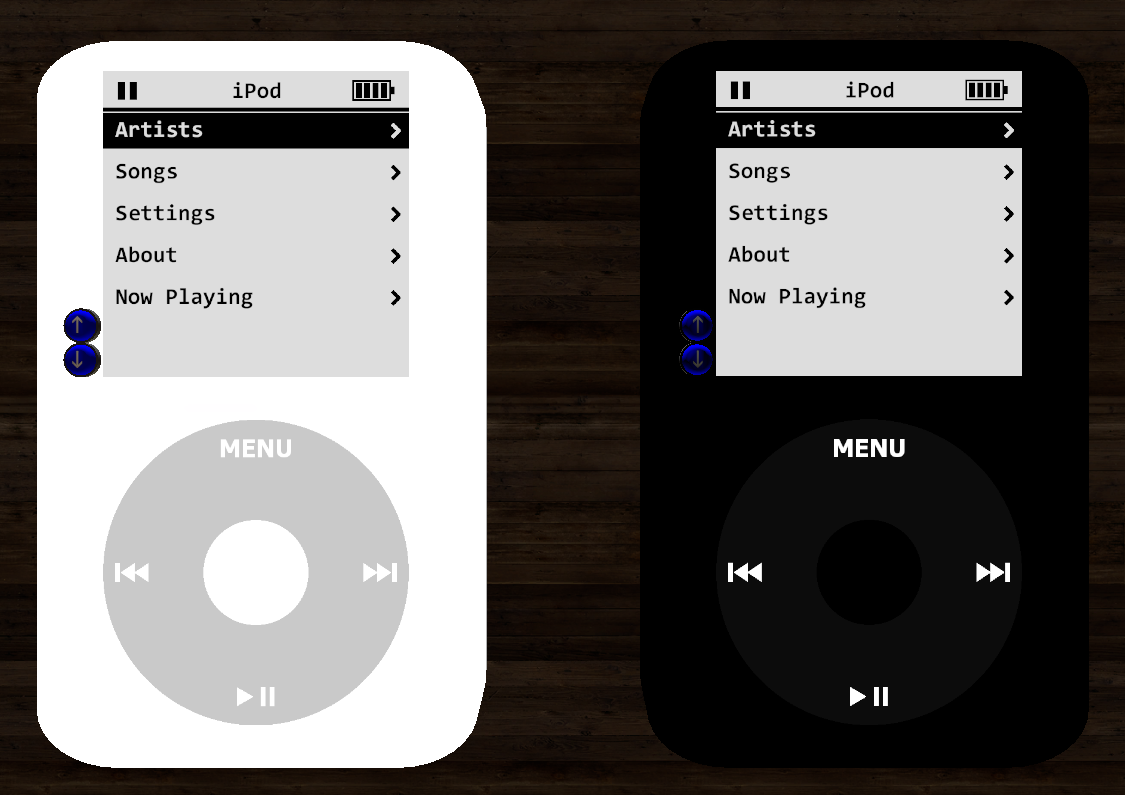 iPod
Artists
Songs
Settings
About
Now Playing
MENU
iPod
Artists
Songs
Settings
About
Now Playing
MENU